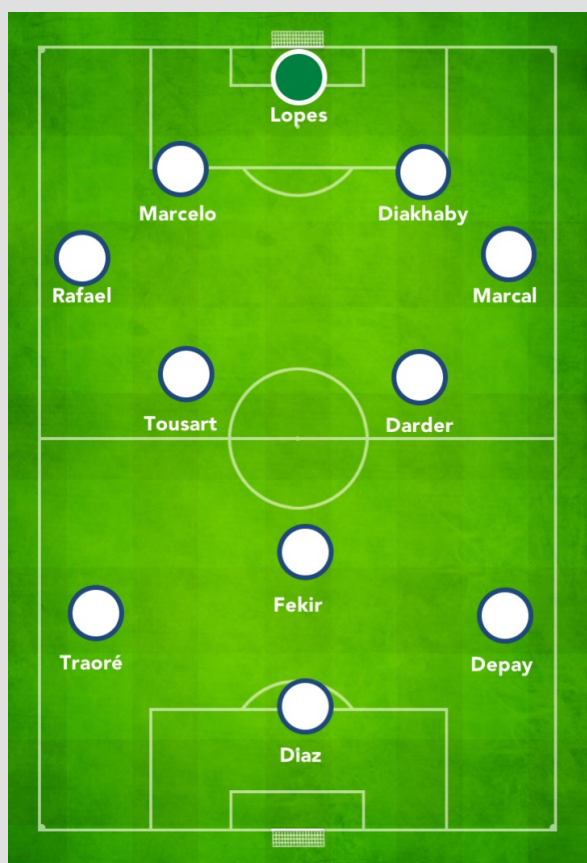 Lopes
Marcelo
Diakhaby
Rafael
Marcal
Tousart
Darder
Fekir
Traoré
Depay
Diaz